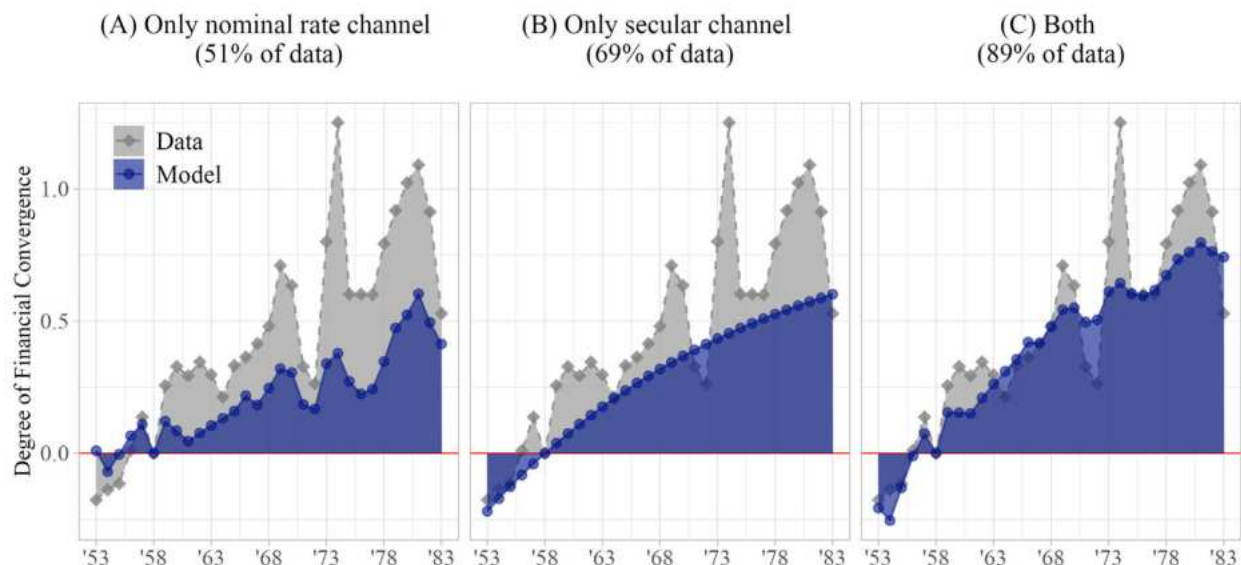 (A) Only nominal rate channel
(51% of data)
(B) Only secular channel
(69% of data)
(C) Both
(89% of data)
Degree of Financial Convergence
Data
Model
1.0
0.5
0.0
'53 '58 '63 '68 '73 '78 '83
'53 '58 '63 '68 '73 '78 '83
'53 '58 '63 '68 '73 '78 '83